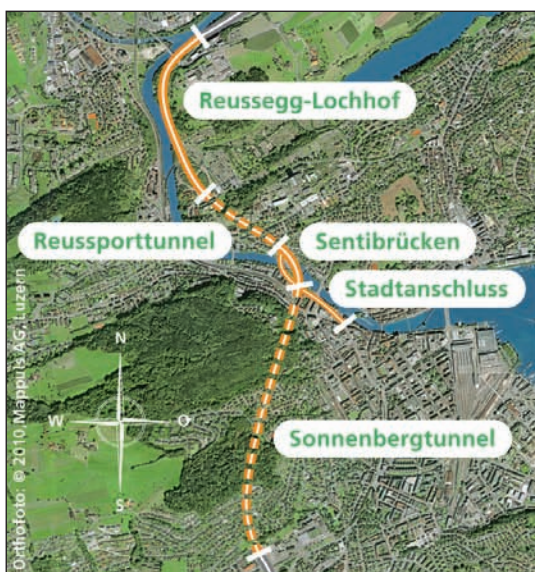 Reussegg-Lochhof
Reussporttunnel
Sentibrücken
Stadtanschluss
Sonnenbergtunnel
N
W
O
S
Orthofoto: © 2010 Mappuls AG, Luzern